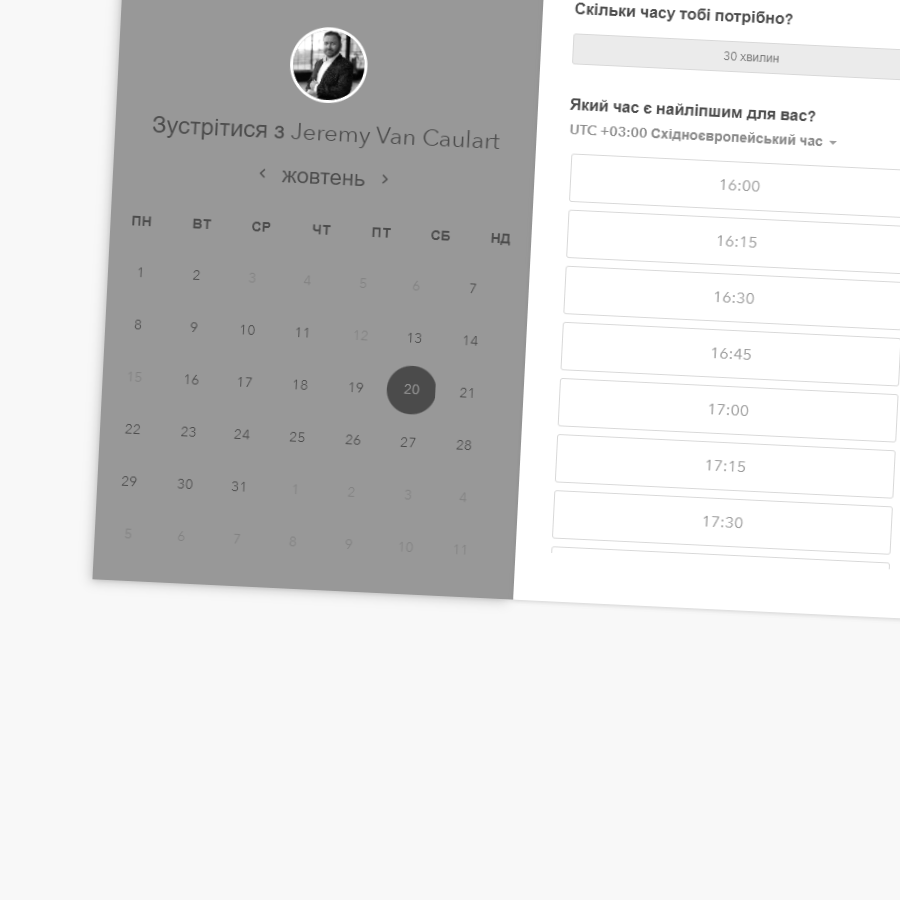 Зустрітися з Jeremy Van Caulart
‹ жовтень ›
ПН ВТ СР ЧТ ПТ СБ НД
1 2 3 4 5 6 7
8 9 10 11 12 13 14
15 16 17 18 19 20 21
22 23 24 25 26 27 28
29 30 31 1 2 3 4
5 6 7 8 9 10 11
Скільки часу тобі потрібно?
30 хвилин
Який час є найліпшим для вас?
UTC +03:00 Східноєвропейський час
16:00
16:15
16:30
16:45
17:00
17:15
17:30